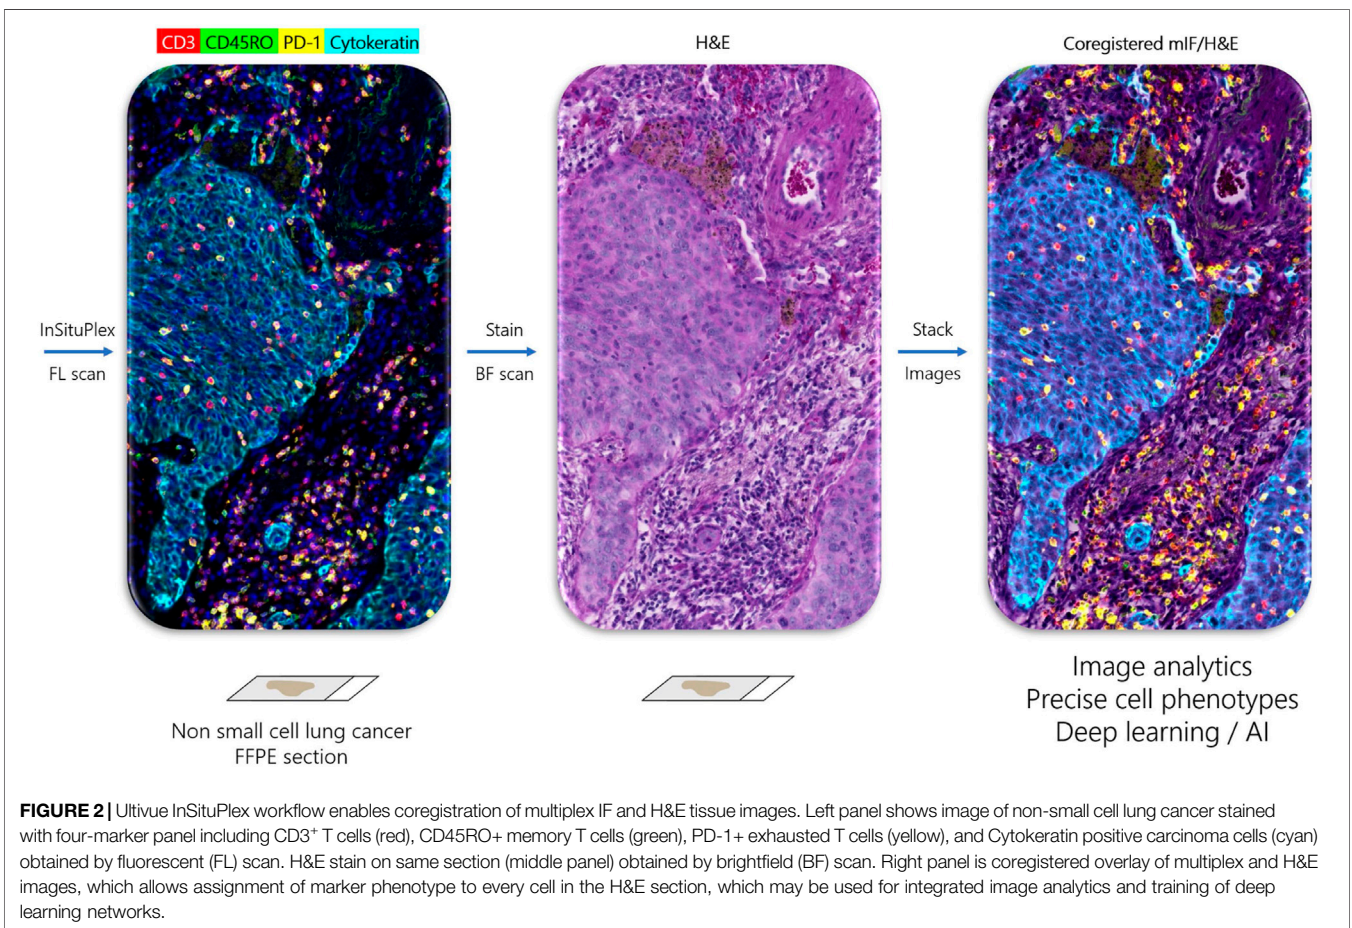 CD3 CD45RO PD-1 Cytokeratin
H&E
Coregistered mIF/H&E
InSituPlex
FL scan
Stain
BF scan
Stack
Images
Non small cell lung cancer
FFPE section
Image analytics
Precise cell phenotypes
Deep learning / AI
FIGURE 2 | Ultivue InSituPlex workflow enables coregistration of multiplex IF and H&E tissue images. Left panel shows image of non-small cell lung cancer stained
with four-marker panel including CD3⁺ T cells (red), CD45RO+ memory T cells (green), PD-1+ exhausted T cells (yellow), and Cytokeratin positive carcinoma cells (cyan)
obtained by fluorescent (FL) scan. H&E stain on same section (middle panel) obtained by brightfield (BF) scan. Right panel is coregistered overlay of multiplex and H&E
images, which allows assignment of marker phenotype to every cell in the H&E section, which may be used for integrated image analytics and training of deep
learning networks.